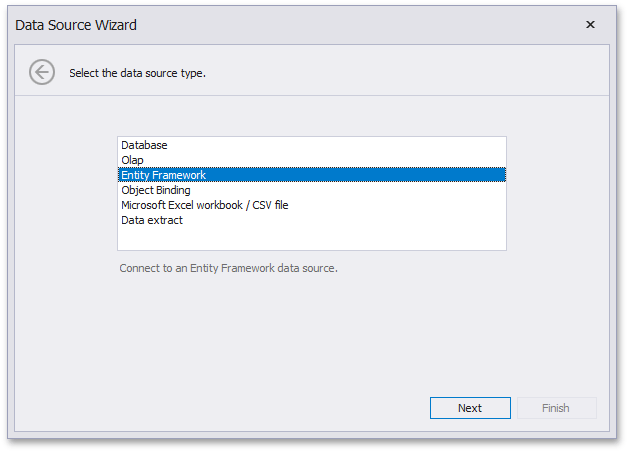 Data Source Wizard
Select the data source type.
Database
Olap
Entity Framework
Object Binding
Microsoft Excel workbook / CSV file
Data extract
Connect to an Entity Framework data source.
Next
Finish